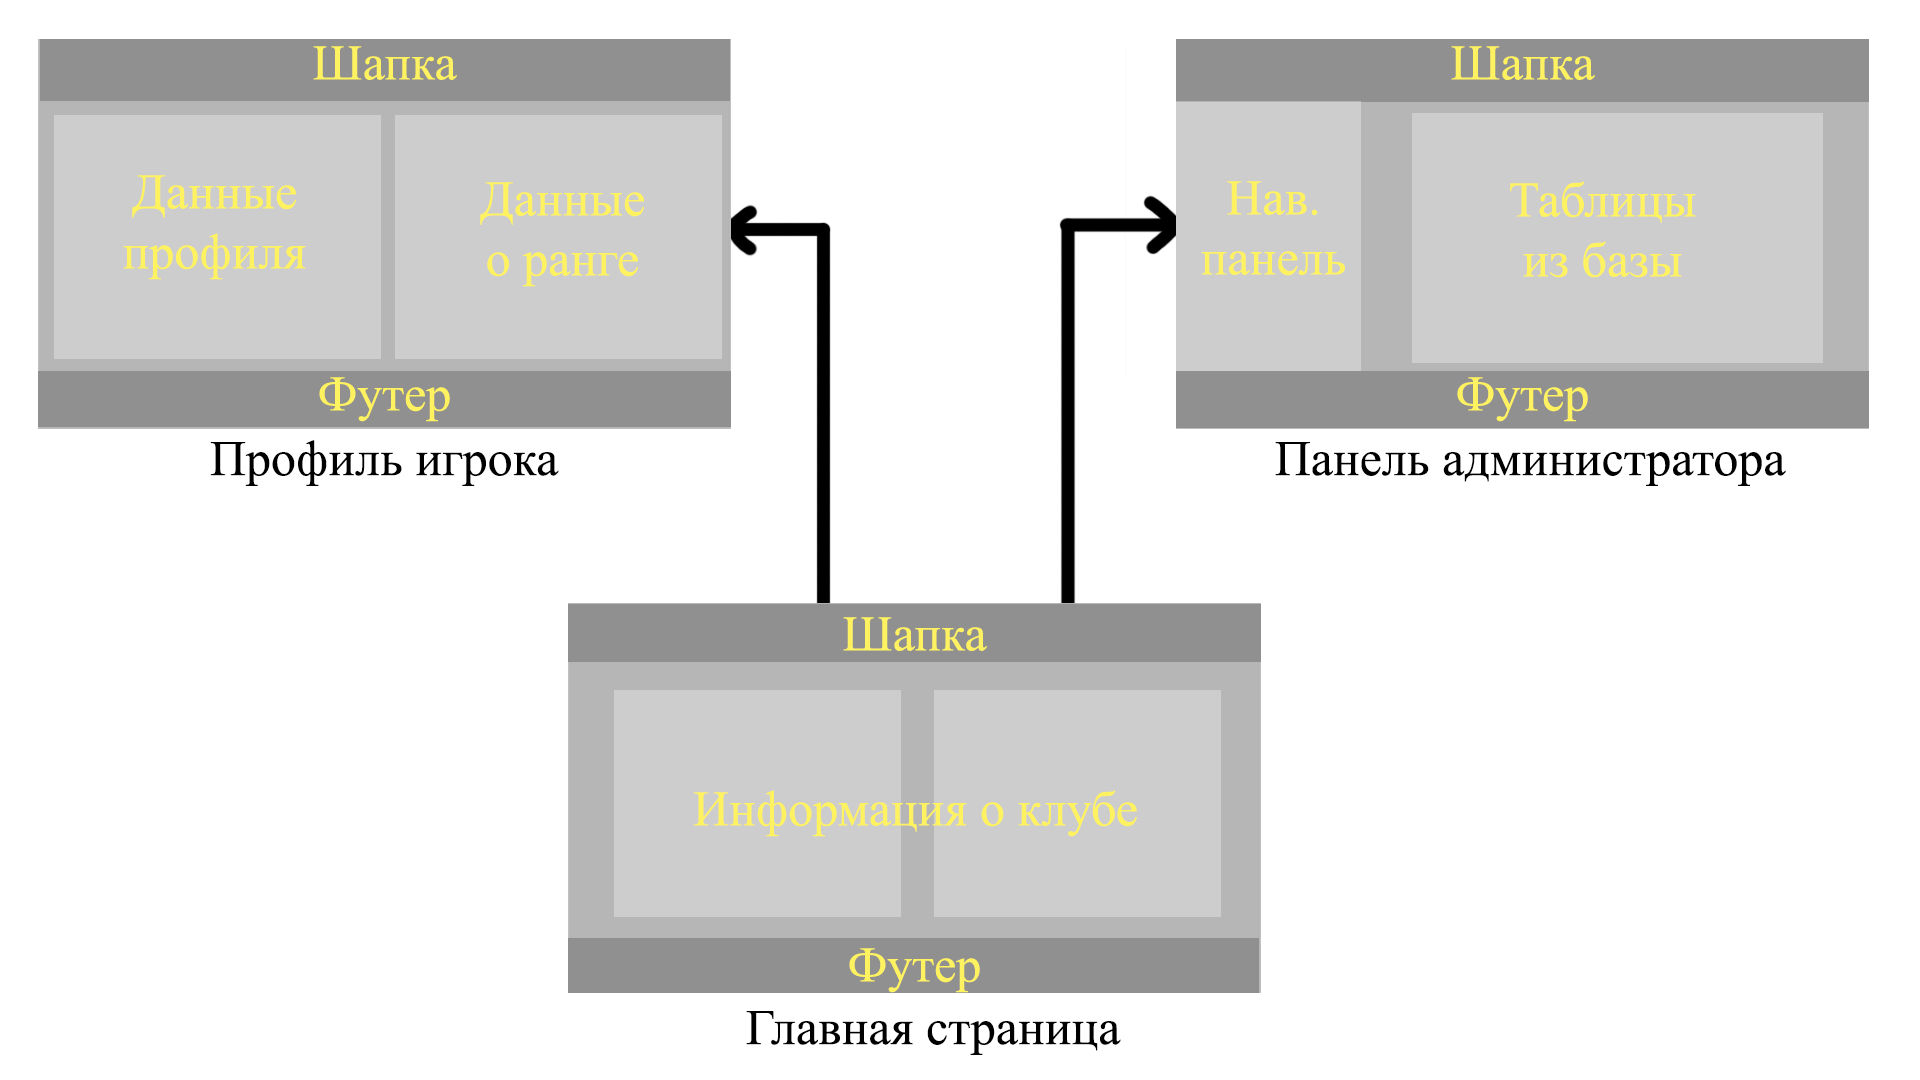 Шапка
Данные
профиля
Данные
о ранге
Футер
Профиль игрока
Шапка
Нав.
панель
Таблицы
из базы
Футер
Панель администратора
Шапка
Информация о клубе
Футер
Главная страница